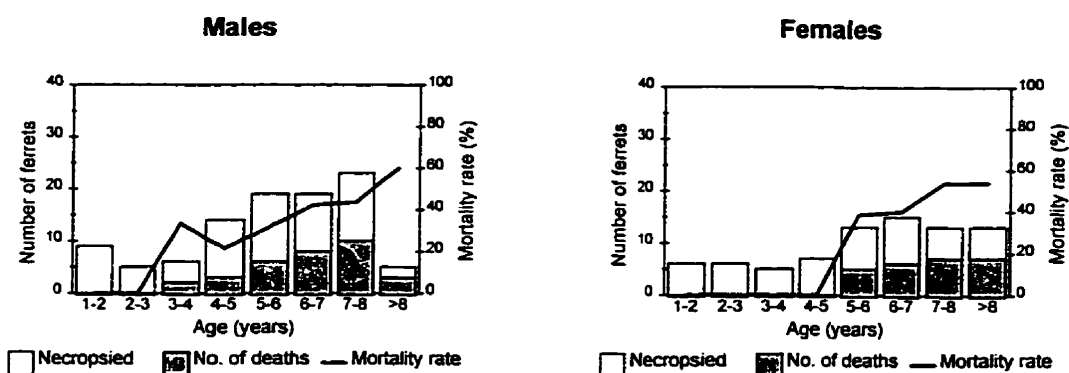 Males
40
30
20
10
0
Number of ferrets
100
80
60
40
20
0
Mortality rate (%)
1-2 2-3 3-4 4-5 5-6 6-7 7-8 >8
Age (years)
Necropsied No. of deaths Mortality rate
Females
40
30
20
10
0
Number of ferrets
100
80
60
40
20
0
Mortality rate (%)
1-2 2-3 3-4 4-5 5-6 6-7 7-8 >8
Age (years)
Necropsied No. of deaths Mortality rate